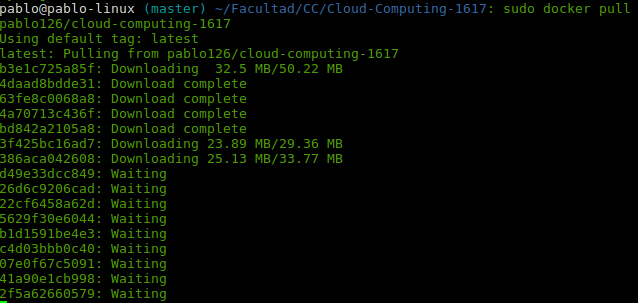 pablo@pablo-linux (master) ~/Facultad/CC/Cloud-Computing-1617: sudo docker pull
pablo126/cloud-computing-1617
Using default tag: latest
latest: Pulling from pablo126/cloud-computing-1617
b3e1c725a85f: Downloading  32.5 MB/50.22 MB
4daad8bdde31: Download complete
63fe8c0068a8: Download complete
4a70713c436f: Download complete
bd842a2105a8: Download complete
3f425bc16ad7: Downloading 23.89 MB/29.36 MB
386aca042608: Downloading 25.13 MB/33.77 MB
d49e33dcc849: Waiting
26d6c9206cad: Waiting
22cf6458a62d: Waiting
5629f30e6044: Waiting
b1d1591be4e3: Waiting
c4d03bbb0c40: Waiting
07e0f67c5091: Waiting
41a90e1cb998: Waiting
2f5a62660579: Waiting